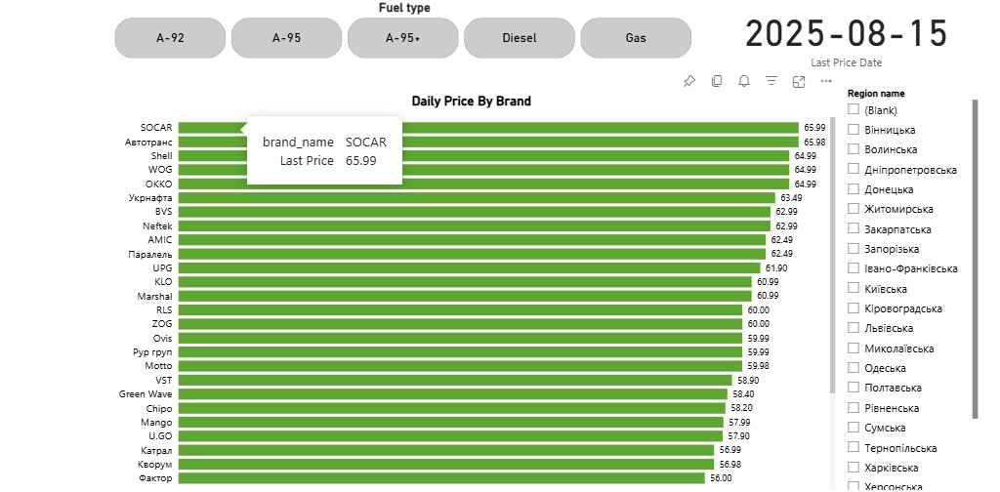 Fuel type
A-92
A-95
A-95+
Diesel
Gas
2025-08-15
Last Price Date
Daily Price By Brand
brand_name SOCAR
Last Price 65.99
SOCAR 65.99
Автотранс 65.98
Shell 64.99
WOG 64.99
ОККО 64.99
Укрнафта 63.49
BVS 62.99
Neftek 62.99
AMIC 62.49
Паралель 62.49
UPG 61.90
KLO 60.99
Marshal 60.99
RLS 60.00
ZOG 60.00
Ovis 59.99
Рур груп 59.99
Motto 59.98
VST 58.90
Green Wave 58.40
Chipo 58.20
Mango 57.99
U.GO 57.90
Катрал 56.99
Кворум 56.98
Фактор 56.00
Region name
(Blank)
Вінницька
Волинська
Дніпропетровська
Донецька
Житомирська
Закарпатська
Запорізька
Івано-Франківська
Київська
Кіровоградська
Львівська
Миколаївська
Одеська
Полтавська
Рівненська
Сумська
Тернопільська
Харківська
Херсонська